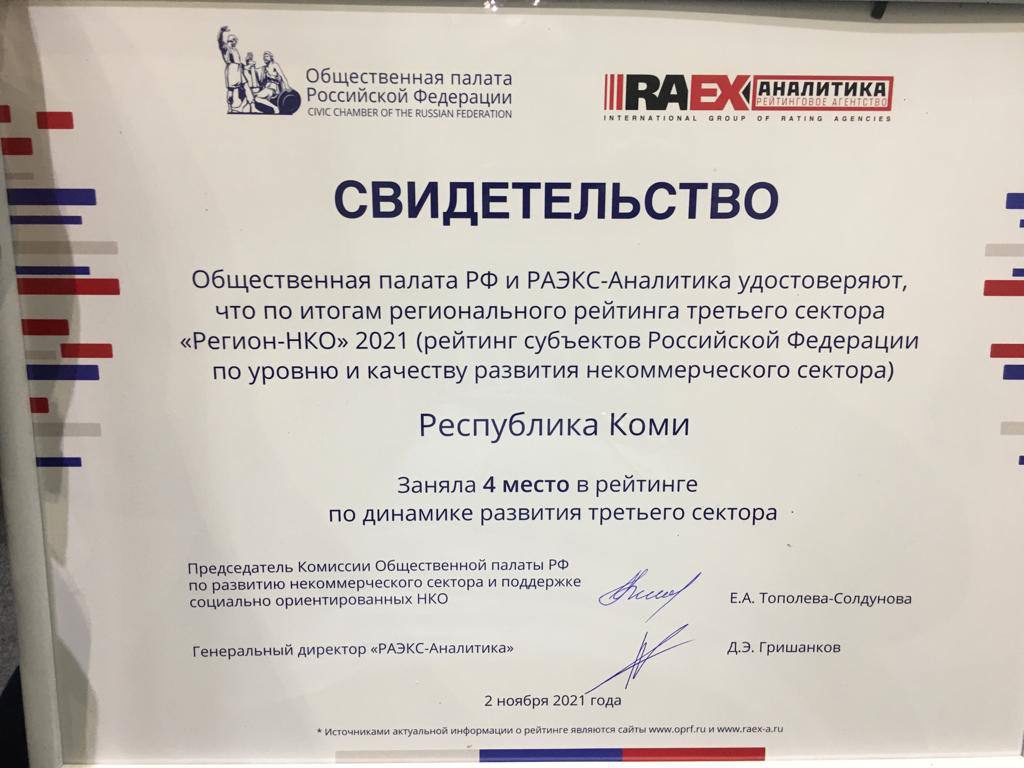 Общественная палата
Российской Федерации
CIVIC CHAMBER OF THE RUSSIAN FEDERATION
RAEX АНАЛИТИКА
РЕЙТИНГОВОЕ АГЕНТСТВО
INTERNATIONAL GROUP OF RATING AGENCIES
СВИДЕТЕЛЬСТВО
Общественная палата РФ и РАЭКС-Аналитика удостоверяют,
что по итогам регионального рейтинга третьего сектора
«Регион-НКО» 2021 (рейтинг субъектов Российской Федерации
по уровню и качеству развития некоммерческого сектора)
Республика Коми
Заняла 4 место в рейтинге
по динамике развития третьего сектора
Председатель Комиссии Общественной палаты РФ
по развитию некоммерческого сектора и поддержке
социально ориентированных НКО
Е.А. Тополева-Солдунова
Генеральный директор «РАЭКС-Аналитика»
Д.Э. Гришанков
2 ноября 2021 года
* Источниками актуальной информации о рейтинге являются сайты www.oprf.ru и www.raex-a.ru